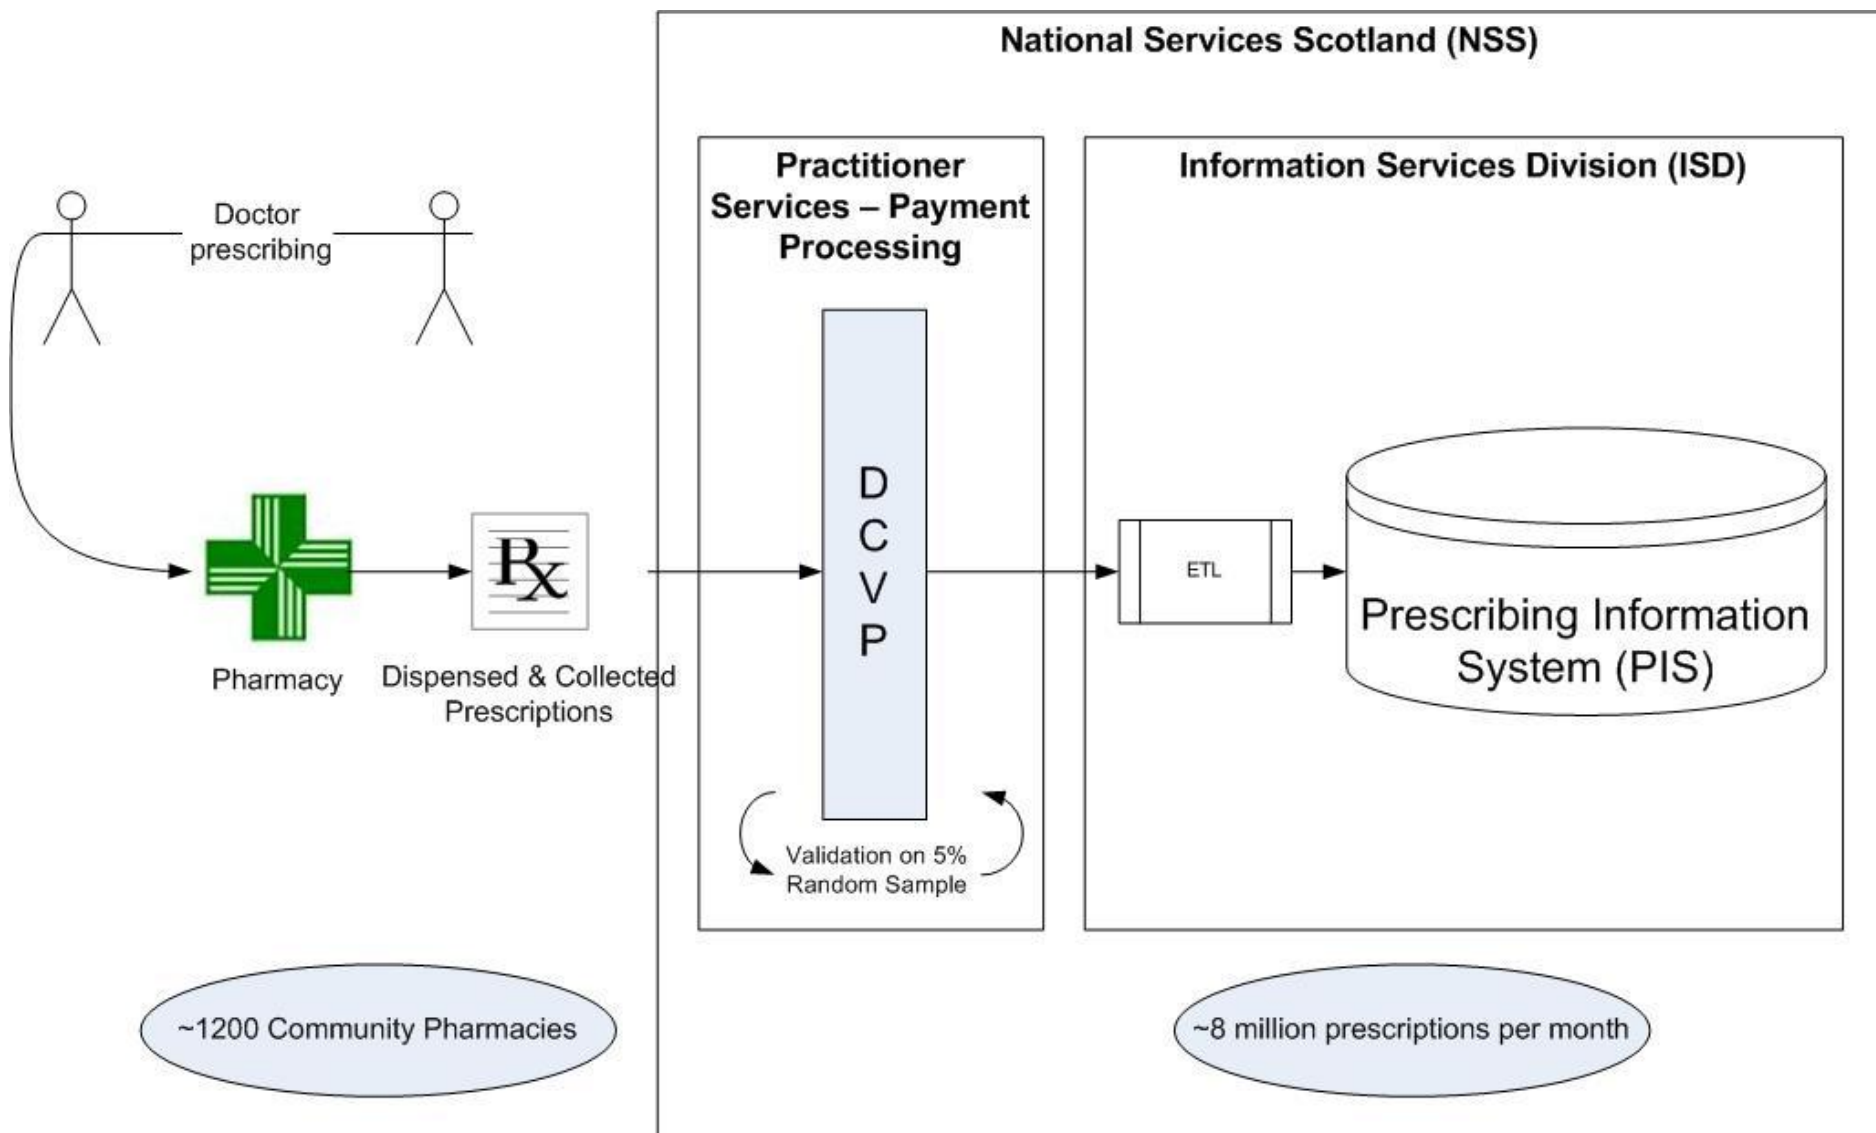 National Services Scotland (NSS)
Practitioner
Services – Payment
Processing
Information Services Division (ISD)
Doctor
prescribing
D
C
V
P
Rx
ETL
Prescribing Information
System (PIS)
Pharmacy
Dispensed & Collected
Prescriptions
Validation on 5%
Random Sample
~1200 Community Pharmacies
~8 million prescriptions per month